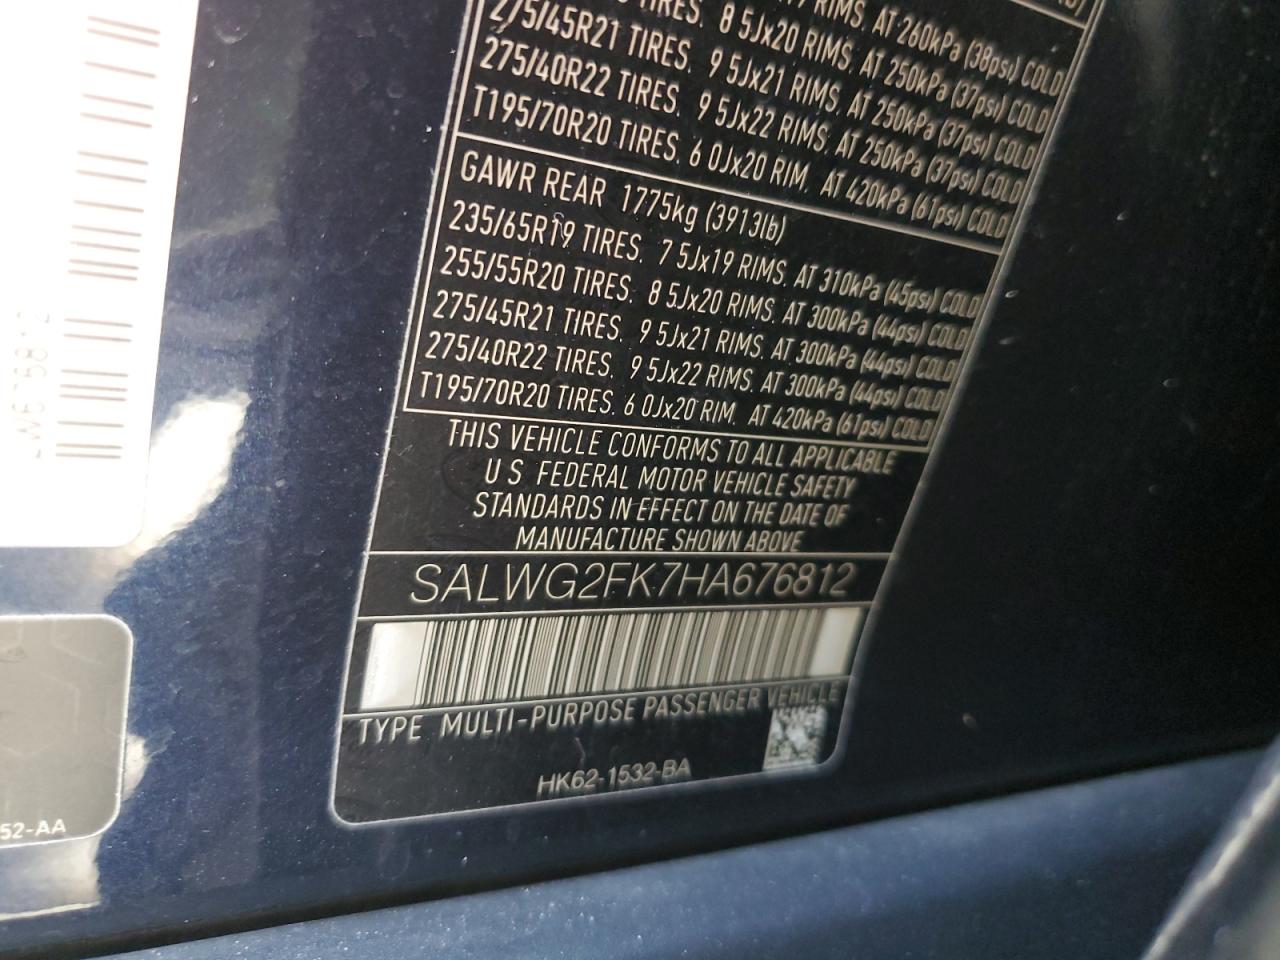 RIMS. AT 260kPa (38psi) COLD
TIRES. 8 5Jx20 RIMS. AT 250kPa (37psi) COLD
275/45R21 TIRES. 9 5Jx21 RIMS. AT 250kPa (37psi) COLD
275/40R22 TIRES. 9 5Jx22 RIMS. AT 250kPa (37psi) COLD
T195/70R20 TIRES. 6 0Jx20 RIM. AT 420kPa (61psi) COLD
GAWR REAR 1775kg (3913lb)
235/65R19 TIRES. 7 5Jx19 RIMS. AT 310kPa (45psi) COLD
255/55R20 TIRES. 8 5Jx20 RIMS. AT 300kPa (44psi) COLD
275/45R21 TIRES. 9 5Jx21 RIMS. AT 300kPa (44psi) COLD
275/40R22 TIRES. 9 5Jx22 RIMS. AT 300kPa (44psi) COLD
T195/70R20 TIRES. 6 0Jx20 RIM. AT 420kPa (61psi) COLD
THIS VEHICLE CONFORMS TO ALL APPLICABLE
U S FEDERAL MOTOR VEHICLE SAFETY
STANDARDS IN EFFECT ON THE DATE OF
MANUFACTURE SHOWN ABOVE
SALWG2FK7HA676812
TYPE MULTI-PURPOSE PASSENGER VEHICLE
HK62-1532-BA
52-AA